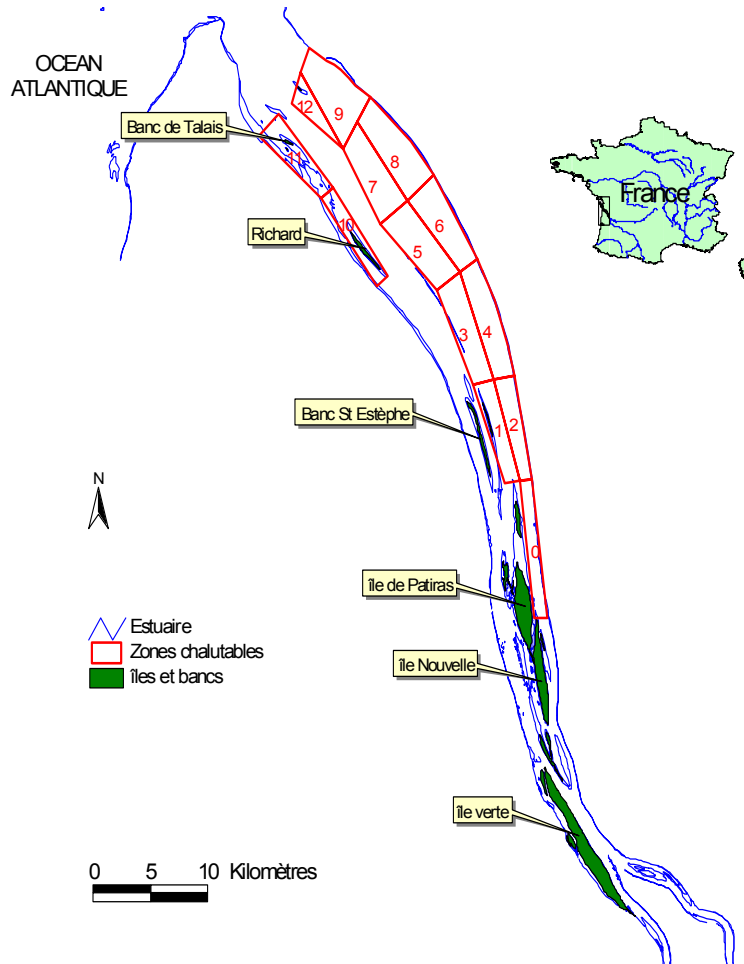 OCEAN
ATLANTIQUE
12
9
Banc de Talais
11
8
7
France
10
6
Richard
5
3
4
Banc St Estèphe
1
2
N
0
île de Patiras
Estuaire
Zones chalutables
île Nouvelle
îles et bancs
île verte
0 5 10 Kilomètres